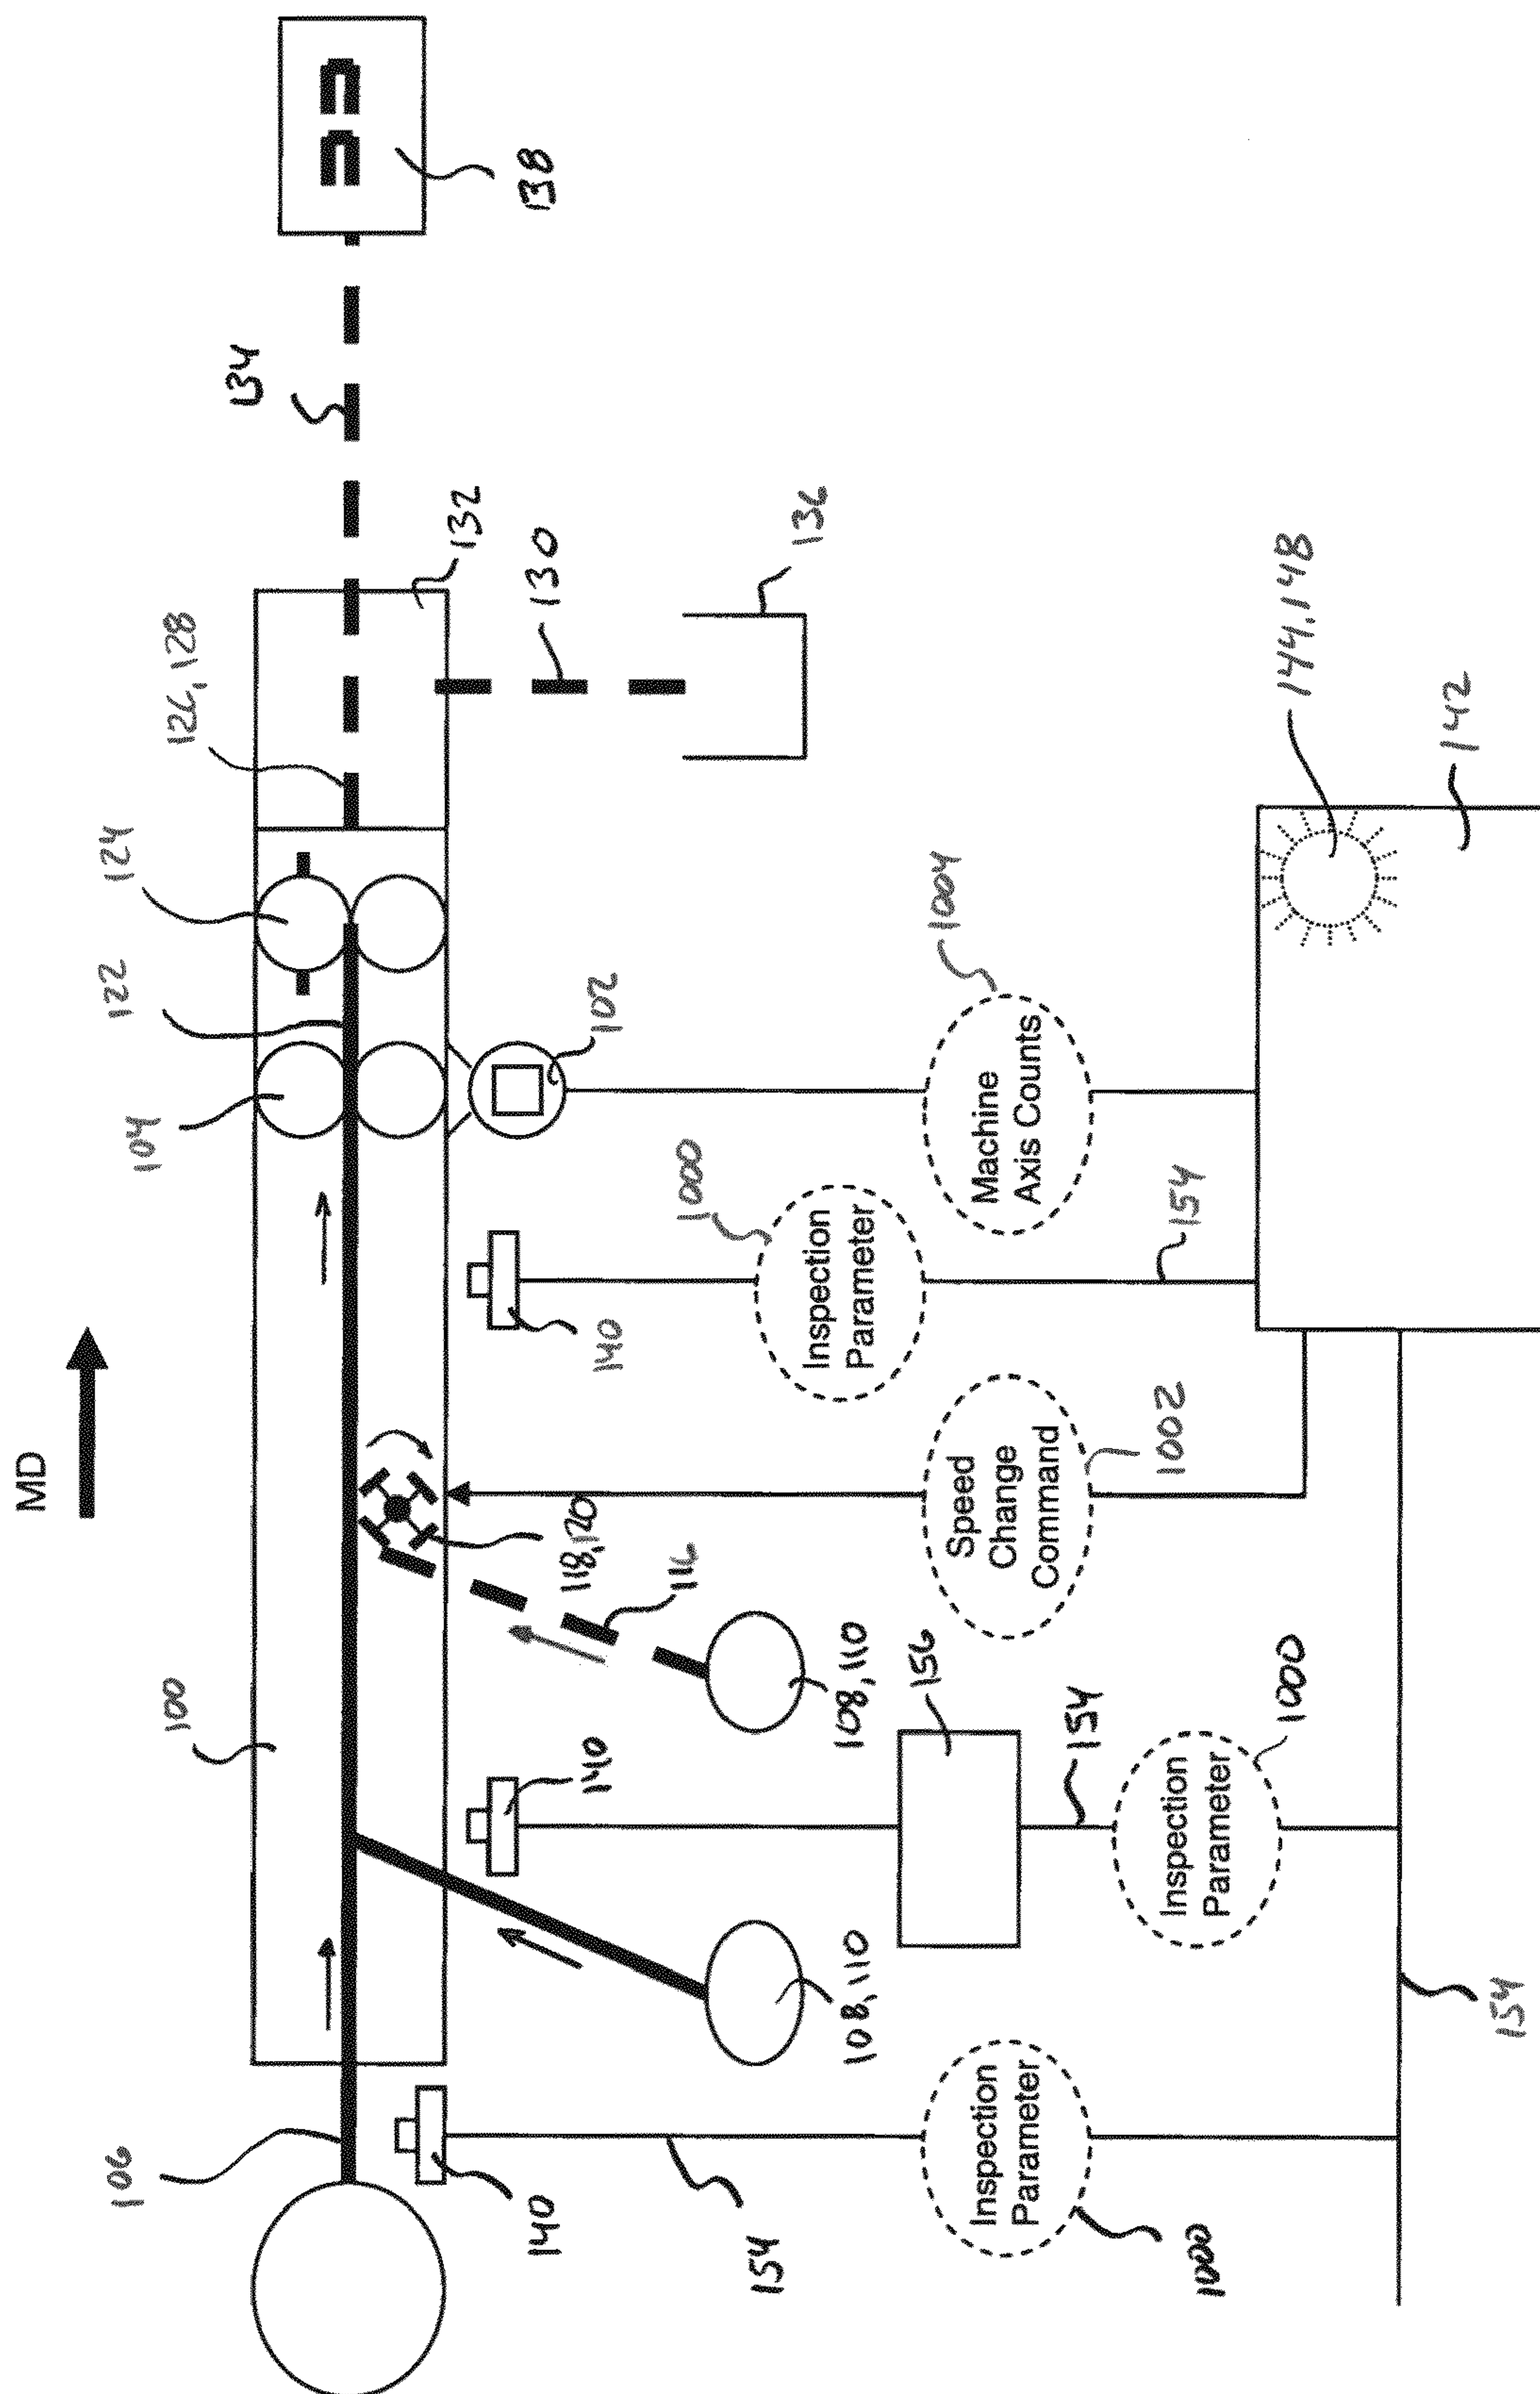 MD
106
100
104
122
124
126, 128
134
132
138
140
140
118, 120
140
102
130
116
1000
154
108, 110
108, 110
136
Inspection
Parameter
156
1004
Inspection
Parameter
Speed
Change
Command
Machine
Axis Counts
154
1000
1000
Inspection
Parameter
1002
154
144, 148
154
142